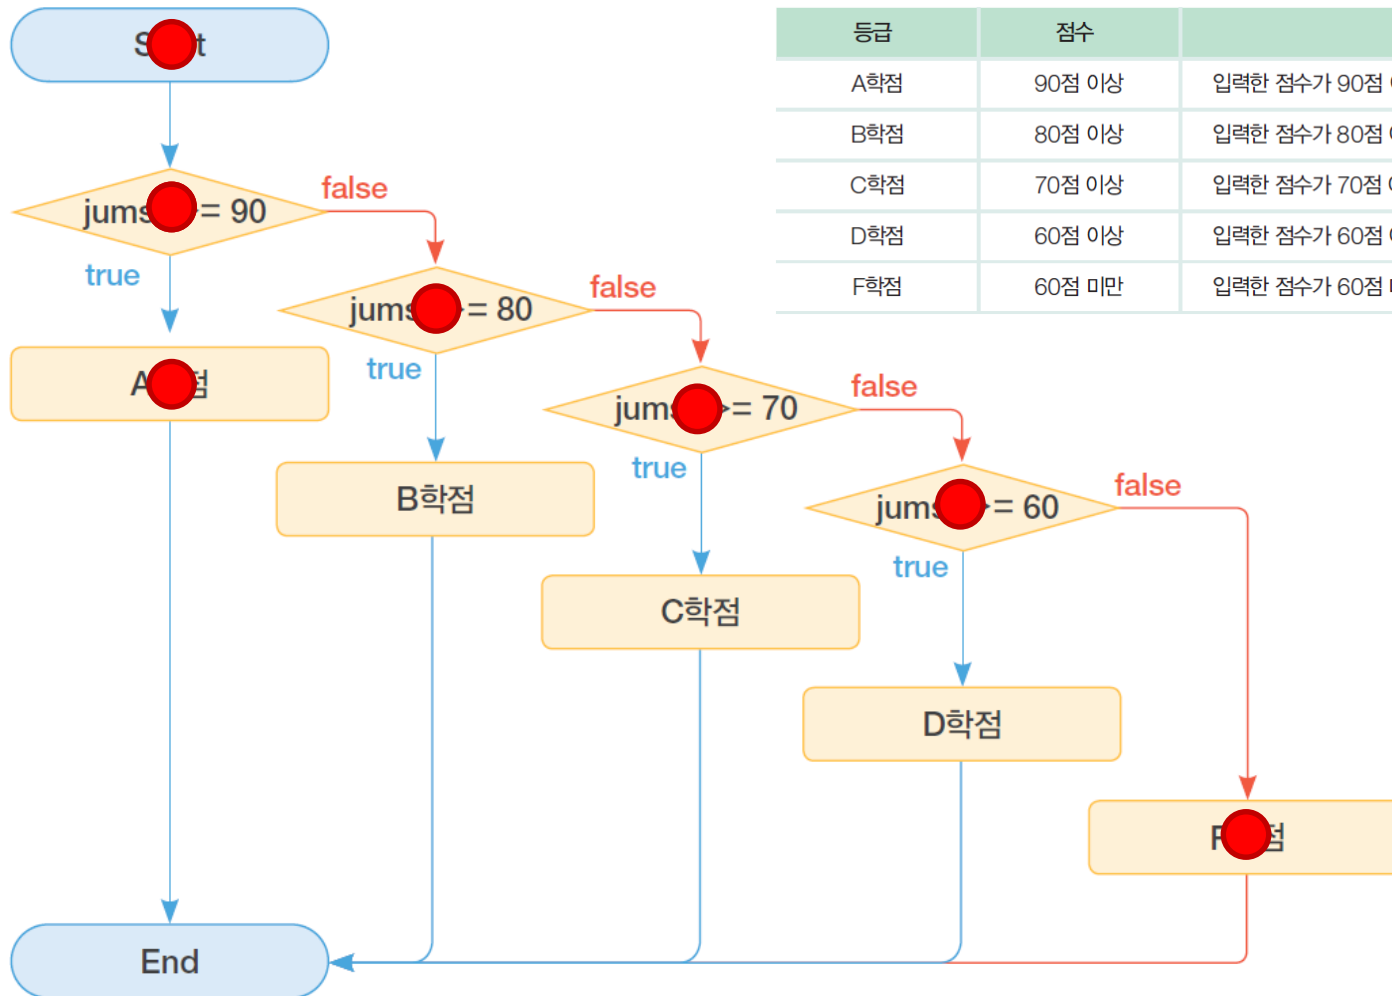 등급 점수
A학점 90점 이상 입력한 점수가 90점
B학점 80점 이상 입력한 점수가 80점
C학점 70점 이상 입력한 점수가 70점
D학점 60점 이상 입력한 점수가 60점
F학점 60점 미만 입력한 점수가 60점
= 90
false
true
= 80
false
true
>= 70
false
true
>= 60
false
true
B학점
C학점
D학점
End